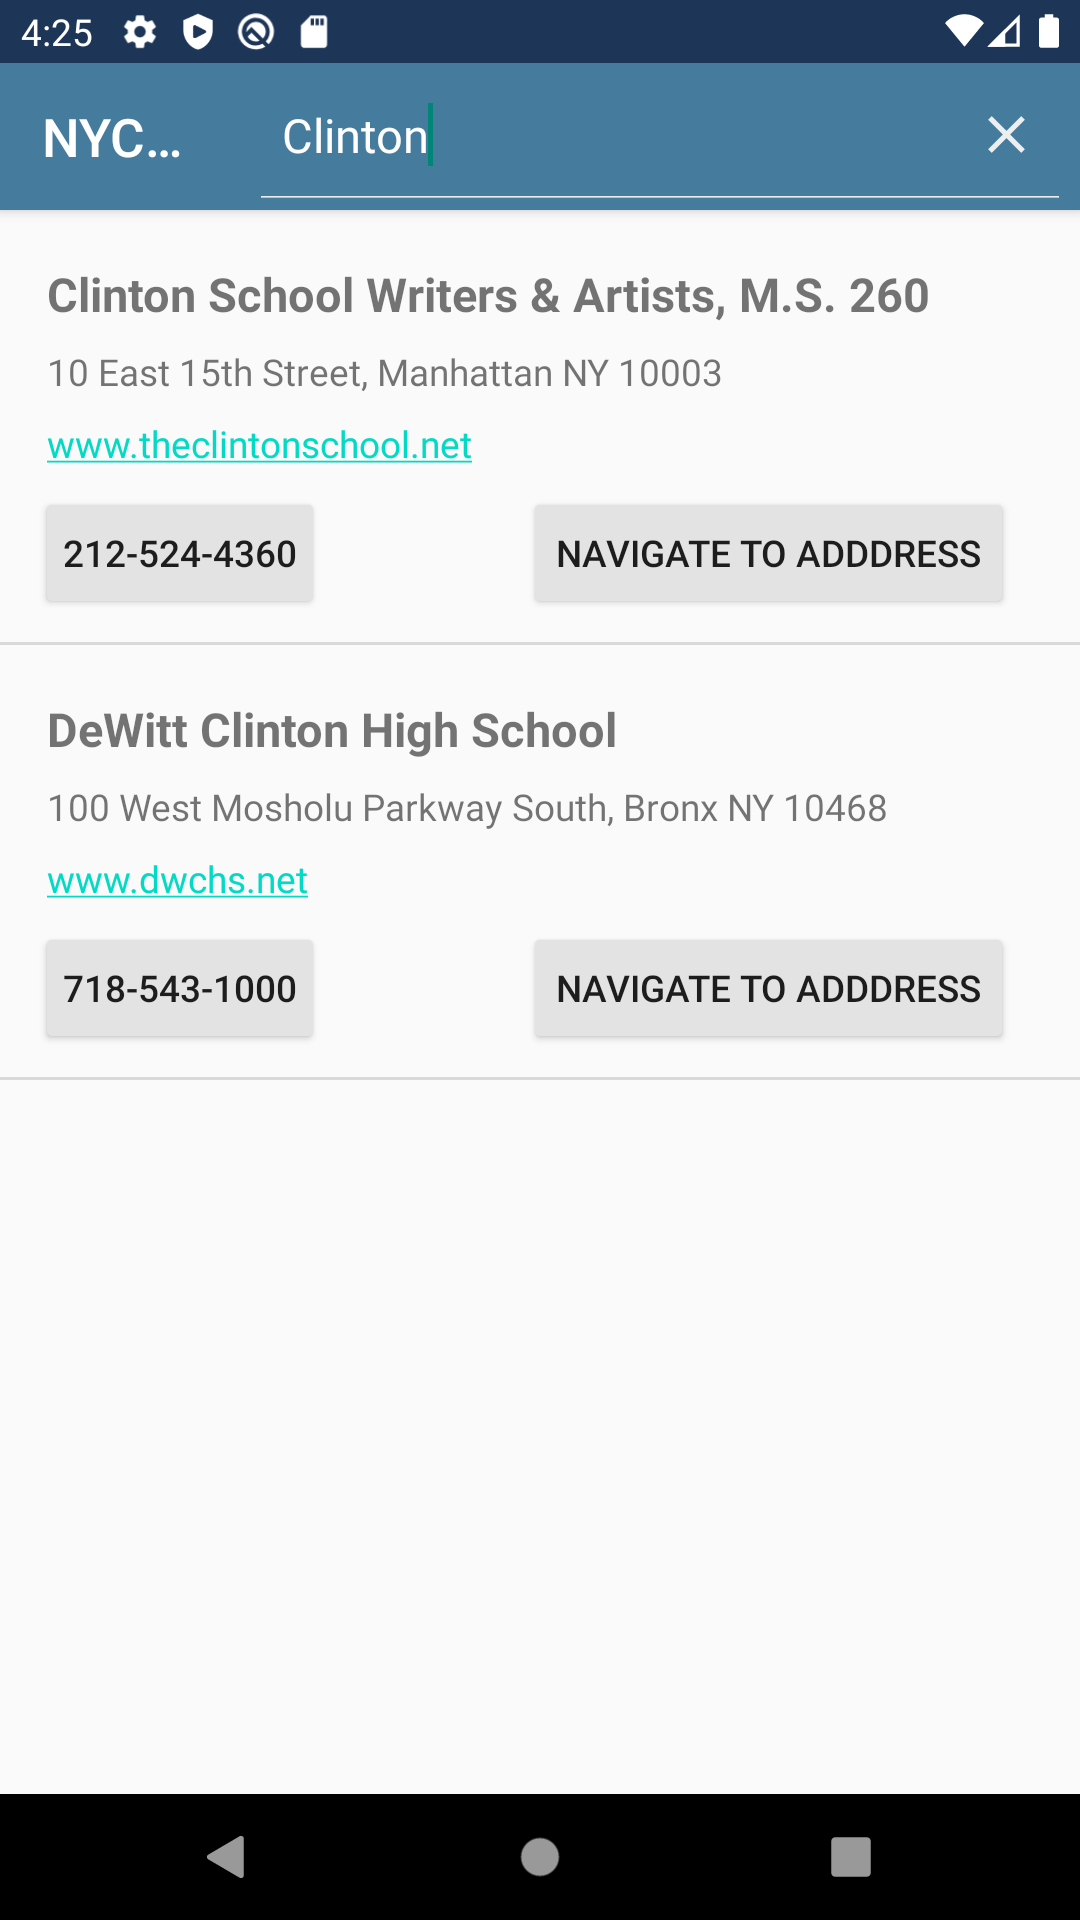 4:25
NYC...
Clinton
Clinton School Writers & Artists, M.S. 260
10 East 15th Street, Manhattan NY 10003
www.theclintonschool.net
212-524-4360 NAVIGATE TO ADDDRESS
DeWitt Clinton High School
100 West Mosholu Parkway South, Bronx NY 10468
www.dwchs.net
718-543-1000 NAVIGATE TO ADDDRESS